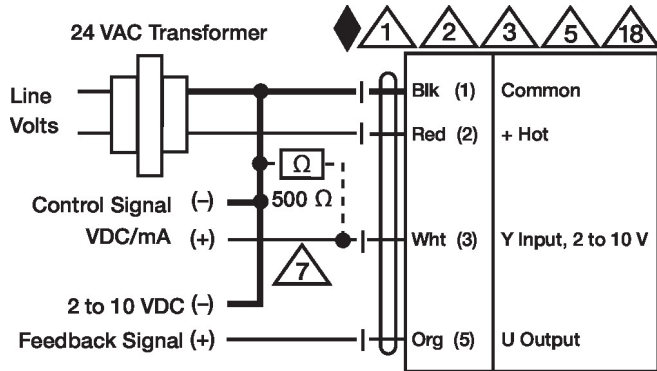 24 VAC Transformer
1 2 3 5 18
Line
Volts
Blk (1) Common
Red (2) + Hot
Ω
500 Ω
Control Signal (-)
VDC/mA (+)
Wht (3) Y Input, 2 to 10 V
7
2 to 10 VDC (-)
Feedback Signal (+)
Org (5) U Output